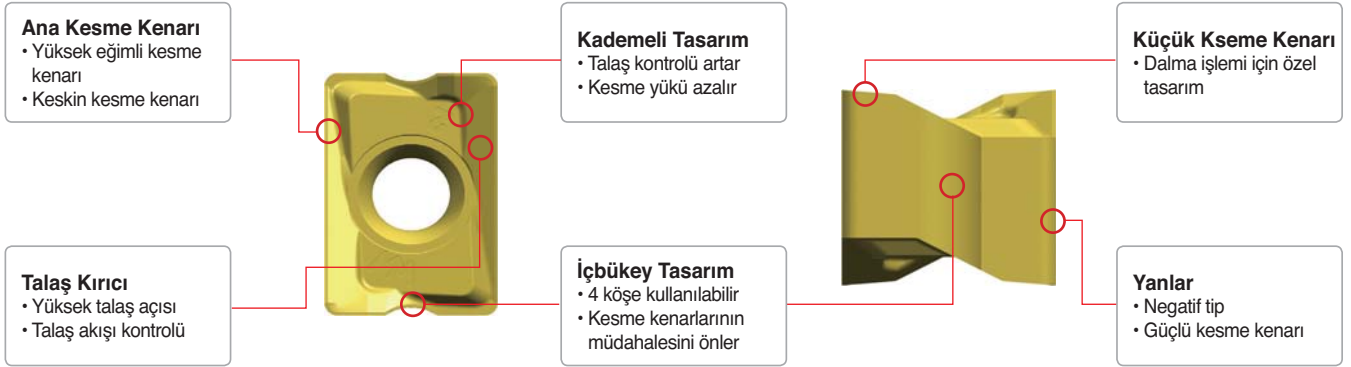 Ana Kesme Kenarı
• Yüksek eğimli kesme
kenarı
• Keskin kesme kenarı
Kademeli Tasarım
• Talaş kontrolü artar
• Kesme yükü azalır
Küçük Kseme Kenarı
• Dalma işlemi için özel
tasarım
Talaş Kırıcı
• Yüksek talaş açısı
• Talaş akışı kontrolü
İçbükey Tasarım
• 4 köşe kullanılabilir
• Kesme kenarlarının
müdahalesini önler
Yanlar
• Negatif tip
• Güçlü kesme kenarı